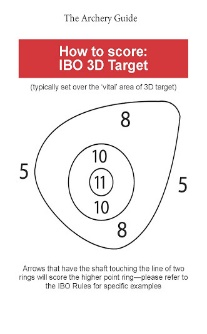 The Archery Guide
How to score:
IBO 3D Target
(typically set over the 'vital' area of 3D target)
8
10
5
11
5
10
8
Arrows that have the shaft touching the line of two
rings will score the higher point ring—please refer to
the IBO Rules for specific examples